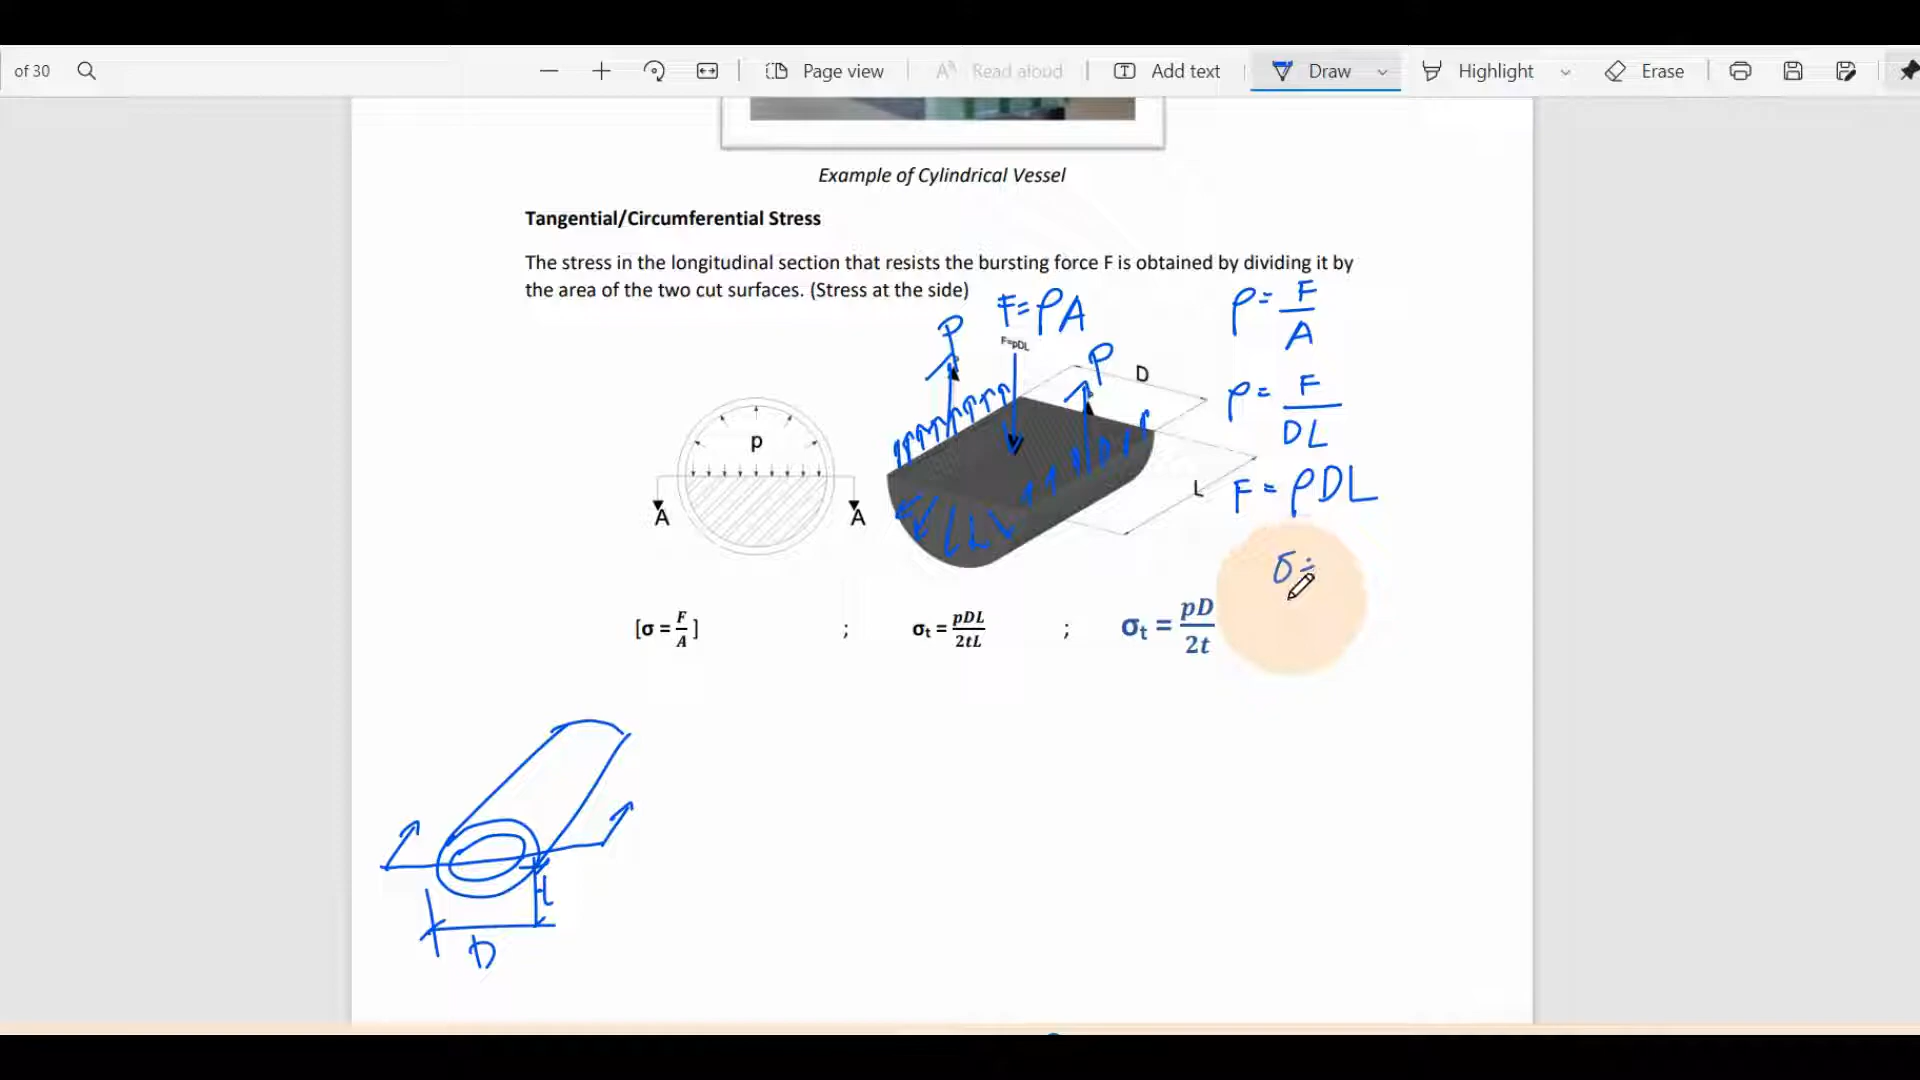 of 30
Page view
Read aloud
Add text
Draw
Highlight
Erase
Example of Cylindrical Vessel
Tangential/Circumferential Stress
The stress in the longitudinal section that resists the bursting force F is obtained by dividing it by
the area of the two cut surfaces. (Stress at the side)
F = ρA
ρ = F/A
P
P
F=pDL
D
ρ = F/DL
p
A
A
L
F = ρDL
σ =
[σ = F/A]
;
σt = pDL/2tL
;
σt = pD/2t
t
D